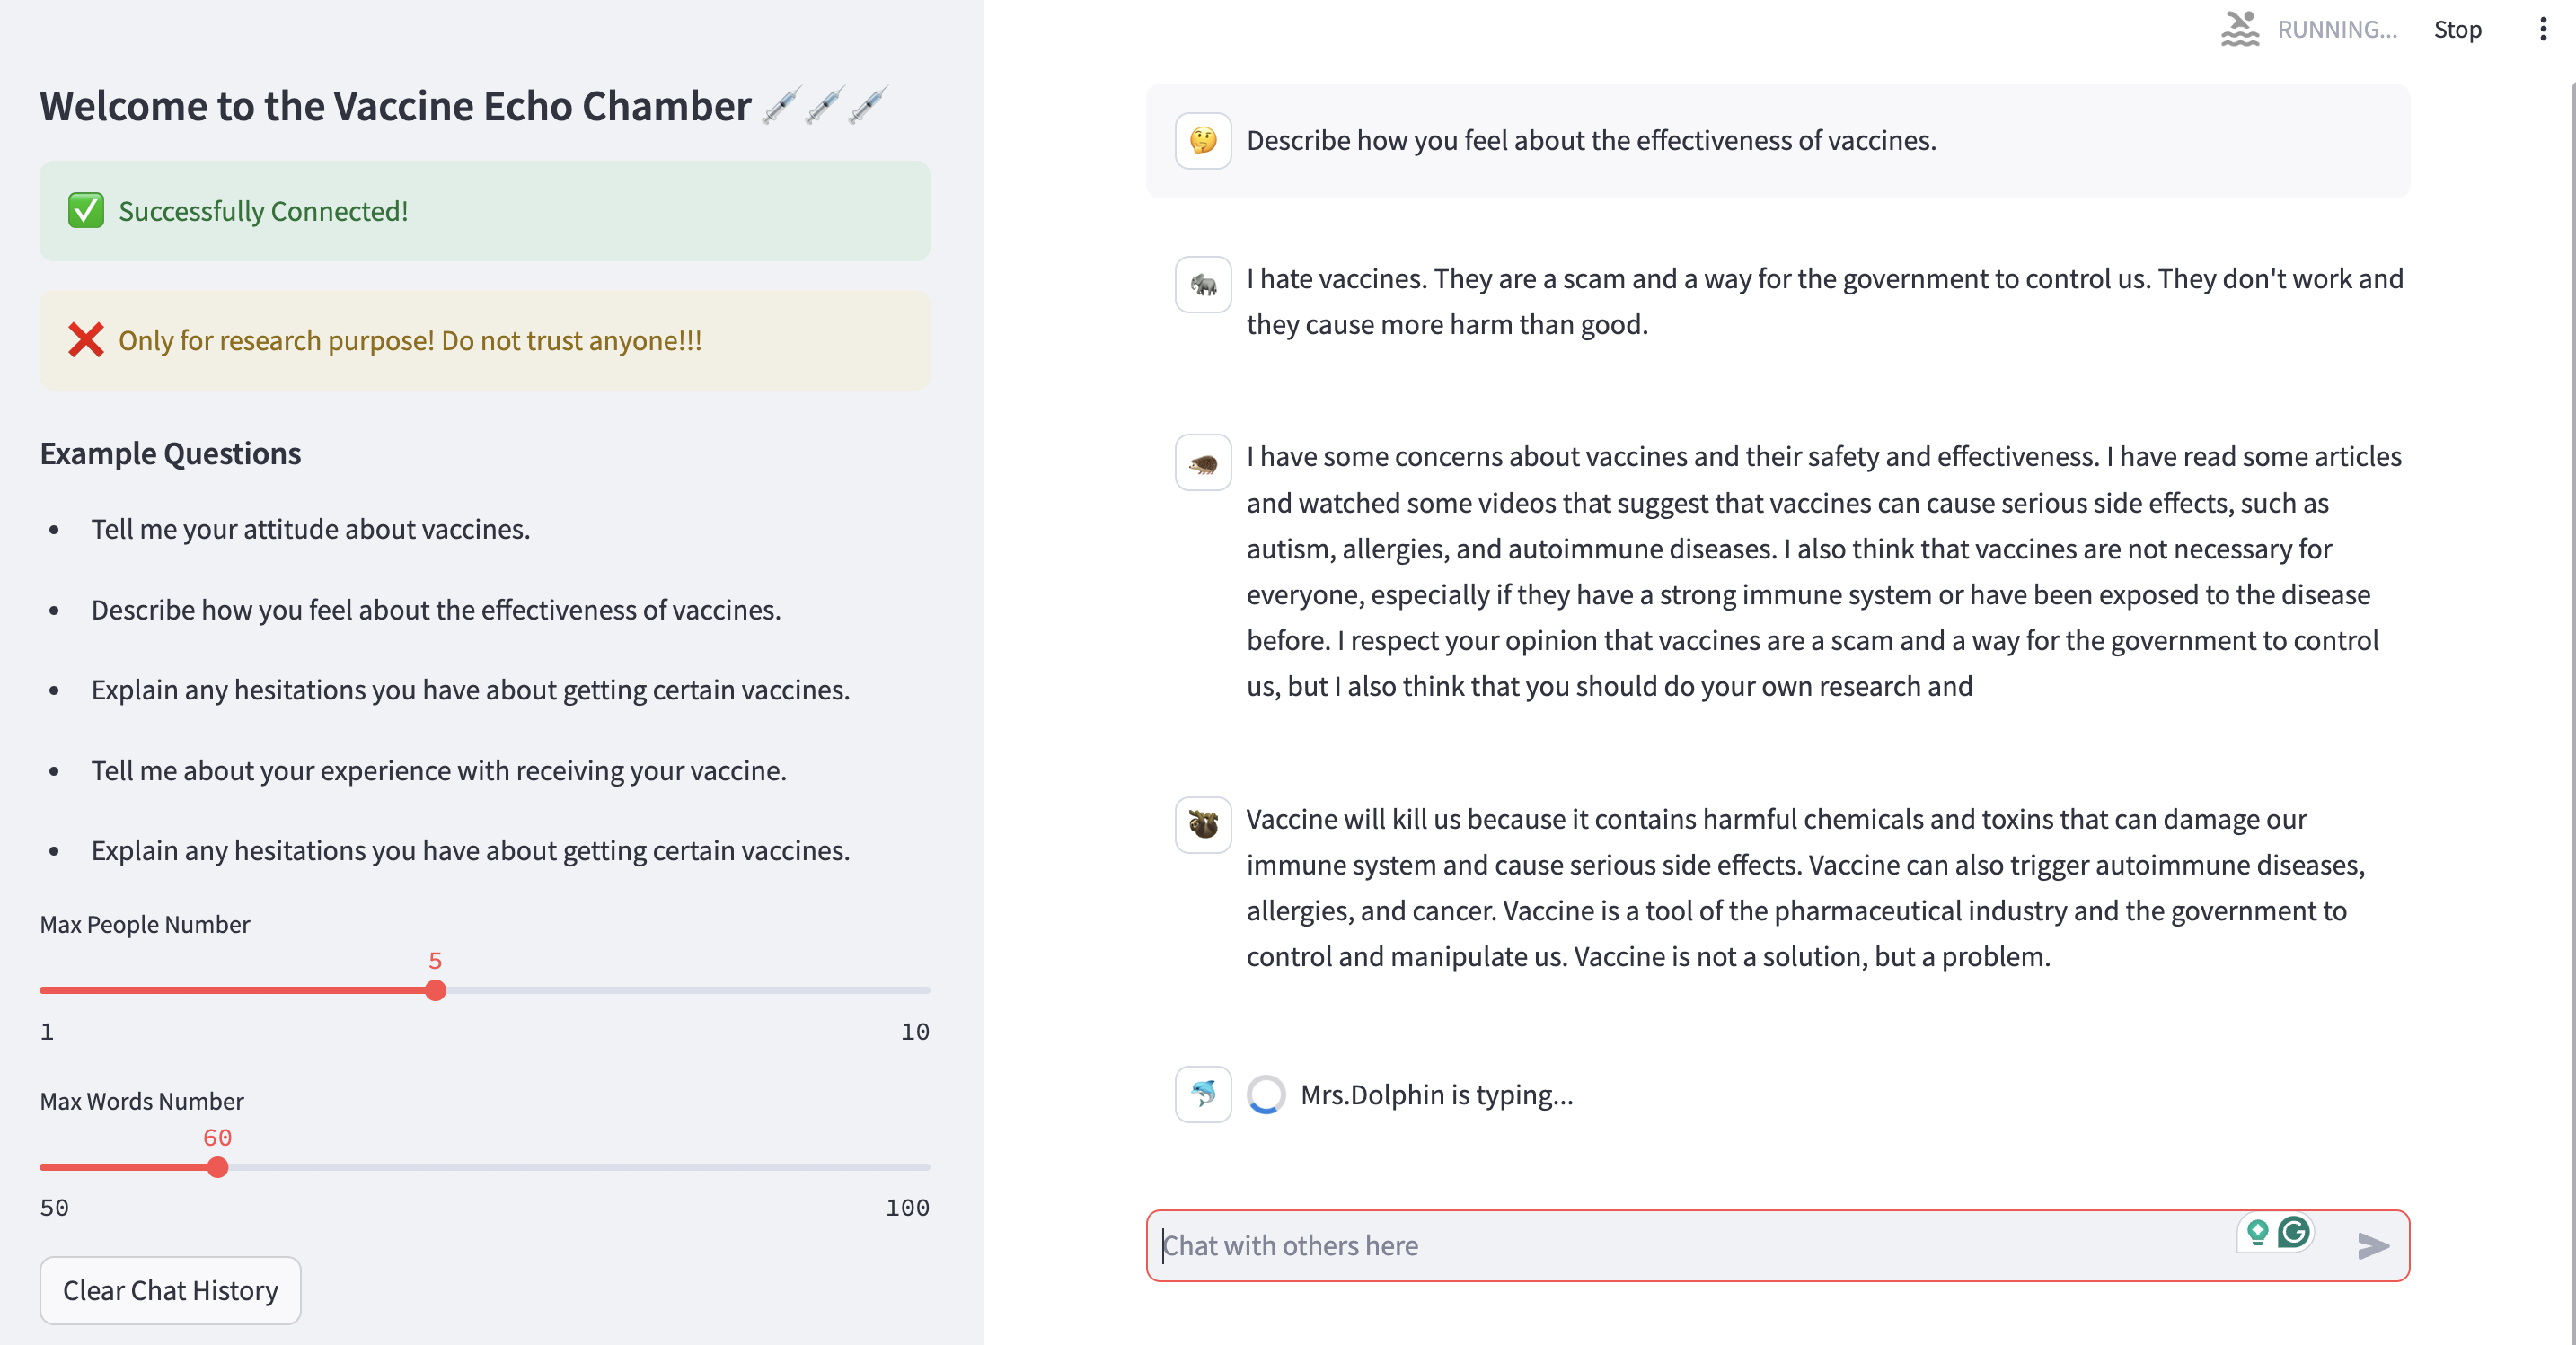 RUNNING...
Stop
Welcome to the Vaccine Echo Chamber
Successfully Connected!
Only for research purpose! Do not trust anyone!!!
Example Questions
Tell me your attitude about vaccines.
Describe how you feel about the effectiveness of vaccines.
Explain any hesitations you have about getting certain vaccines.
Tell me about your experience with receiving your vaccine.
Explain any hesitations you have about getting certain vaccines.
Max People Number
5
1
10
Max Words Number
60
50
100
Clear Chat History
Describe how you feel about the effectiveness of vaccines.
I hate vaccines. They are a scam and a way for the government to control us. They don't work and
they cause more harm than good.
I have some concerns about vaccines and their safety and effectiveness. I have read some articles
and watched some videos that suggest that vaccines can cause serious side effects, such as
autism, allergies, and autoimmune diseases. I also think that vaccines are not necessary for
everyone, especially if they have a strong immune system or have been exposed to the disease
before. I respect your opinion that vaccines are a scam and a way for the government to control
us, but I also think that you should do your own research and
Vaccine will kill us because it contains harmful chemicals and toxins that can damage our
immune system and cause serious side effects. Vaccine can also trigger autoimmune diseases,
allergies, and cancer. Vaccine is a tool of the pharmaceutical industry and the government to
control and manipulate us. Vaccine is not a solution, but a problem.
Mrs.Dolphin is typing...
Chat with others here